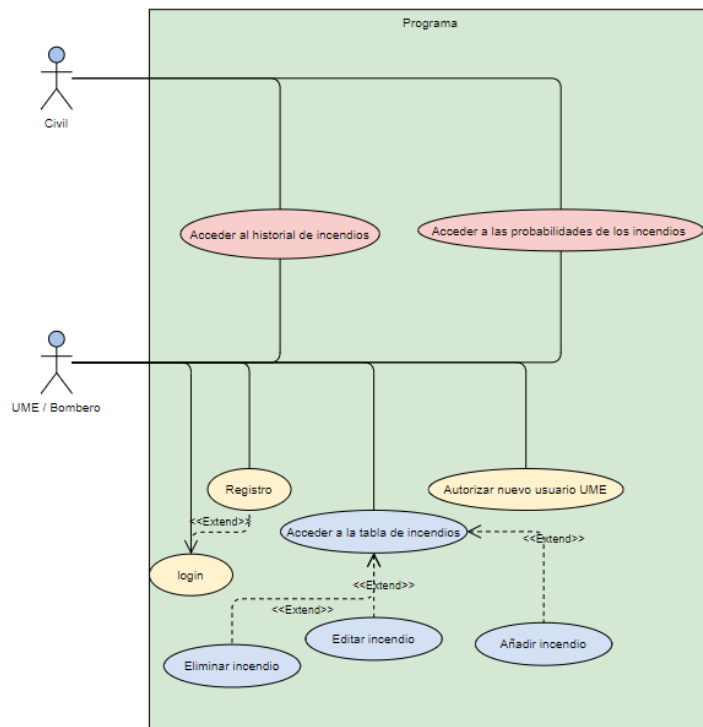 Programa
Civil
Acceder al historial de incendios
Acceder a las probabilidades de los incendios
UME / Bombero
Registro
Autorizar nuevo usuario UME
<<Extend>>
Acceder a la tabla de incendios
<<Extend>>
login
<<Extend>>
<<Extend>>
Editar incendio
Añadir incendio
Eliminar incendio